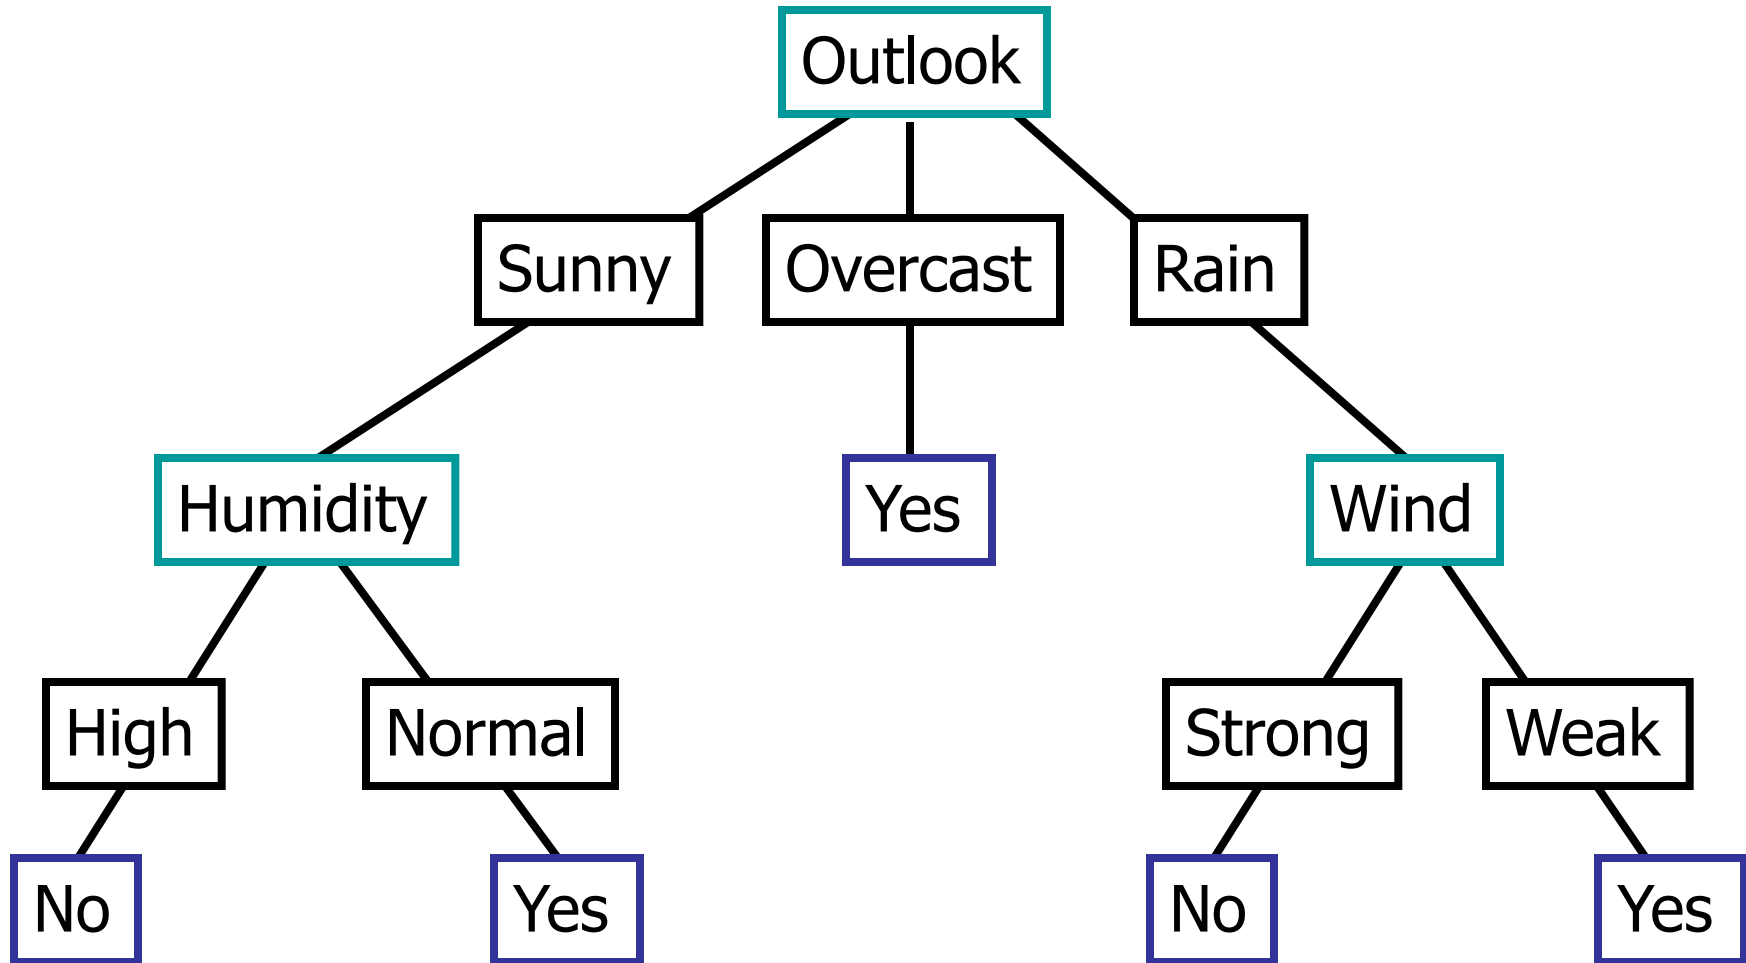 Outlook
Sunny
Overcast
Rain
Humidity
Yes
Wind
High
Normal
Strong
Weak
No
Yes
No
Yes